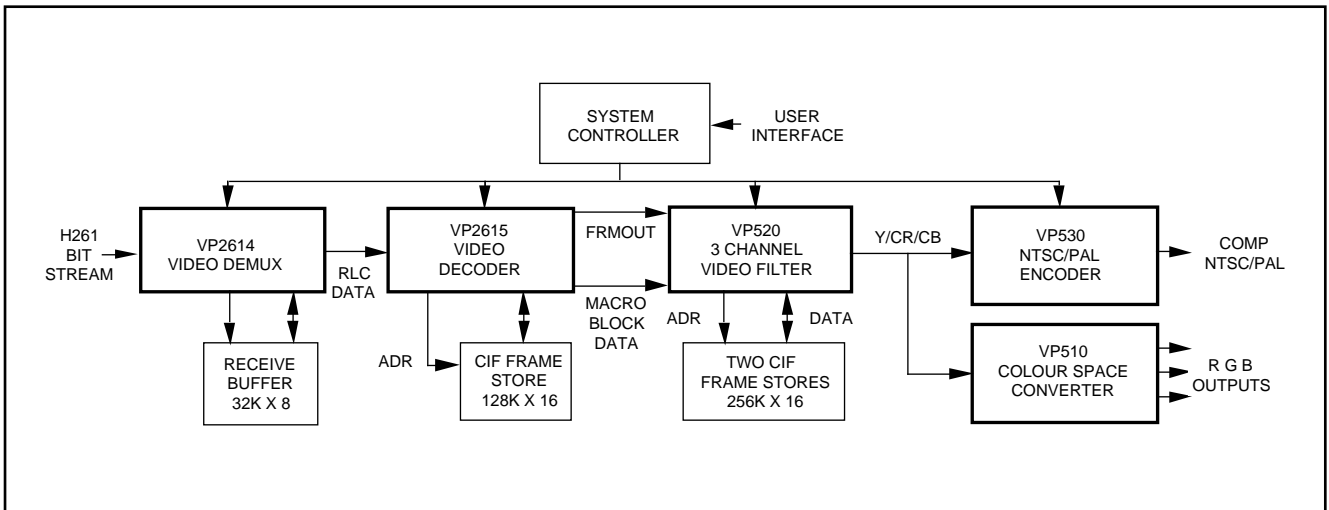 SYSTEM
CONTROLLER
USER
INTERFACE
H261
BIT
STREAM
VP2614
VIDEO DEMUX
RLC
DATA
VP2615
VIDEO
DECODER
FRMOUT
MACRO
BLOCK
DATA
VP520
3 CHANNEL
VIDEO FILTER
Y/CR/CB
VP530
NTSC/PAL
ENCODER
COMP
NTSC/PAL
RECEIVE
BUFFER
32K X 8
ADR
CIF FRAME
STORE
128K X 16
ADR
DATA
TWO CIF
FRAME STORES
256K X 16
VP510
COLOUR SPACE
CONVERTER
R G B
OUTPUTS